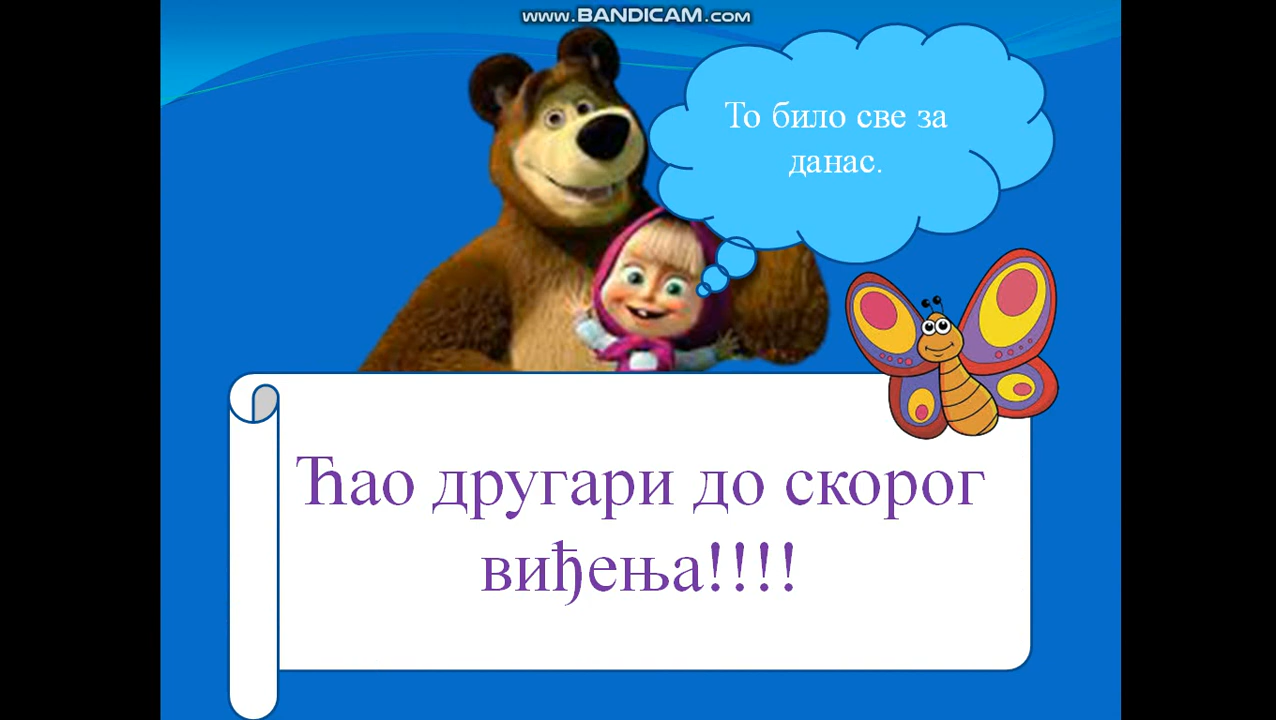 www.BANDICAM.com
То било све за
данас.
Ћао другари до скорог
виђења!!!!